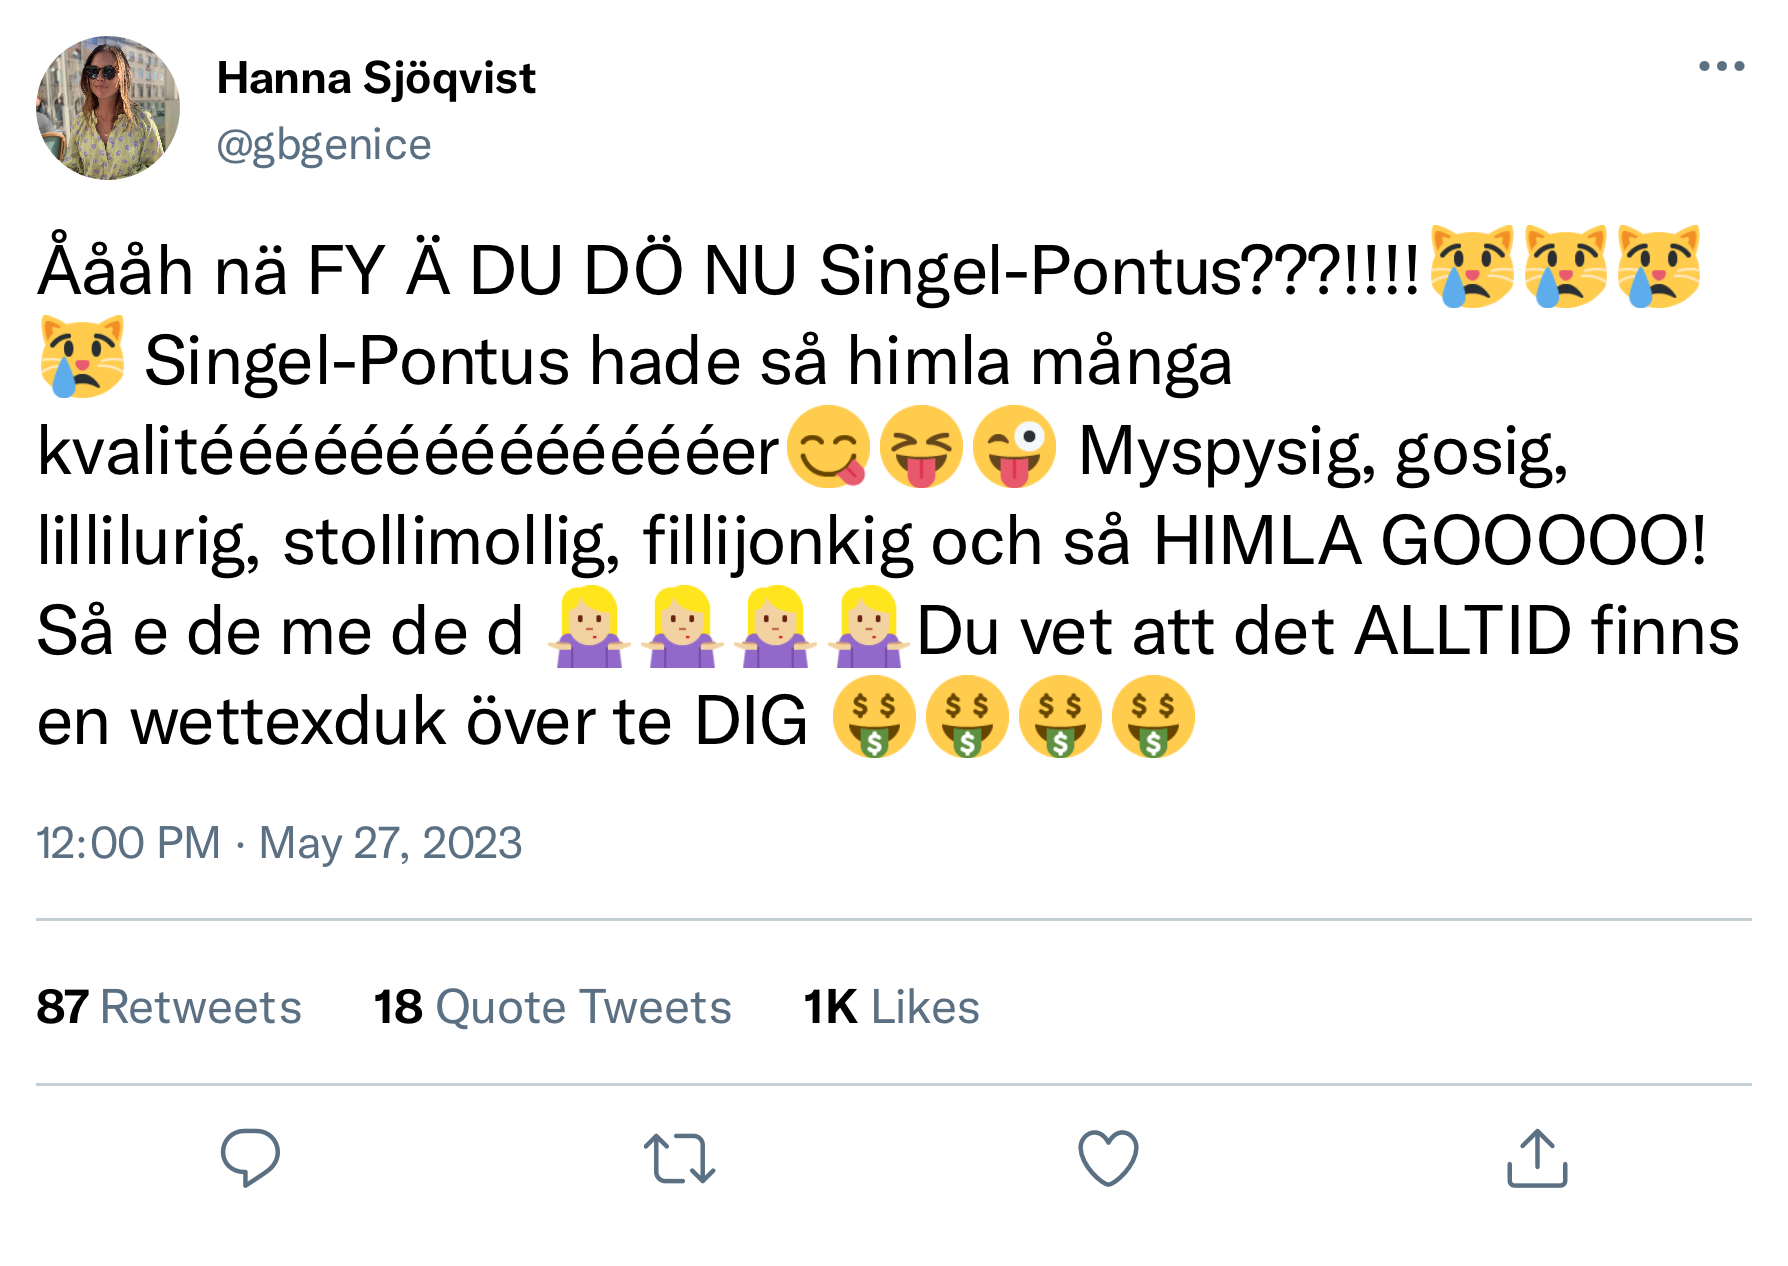 Hanna Sjöqvist
@gbgenice
Åååh nä FY Ä DU DÖ NU Singel-Pontus???!!!!😿😿😿
😿 Singel-Pontus hade så himla många
kvalitéééééééééééééééer😋😝😜 Myspysig, gosig,
lillilurig, stollimollig, fillijonkig och så HIMLA GOOOOO!
Så e de me de d 🤷🏼‍♀️🤷🏼‍♀️🤷🏼‍♀️🤷🏼‍♀️Du vet att det ALLTID finns
en wettexduk över te DIG 🤑🤑🤑🤑
12:00 PM · May 27, 2023
87 Retweets 18 Quote Tweets 1K Likes